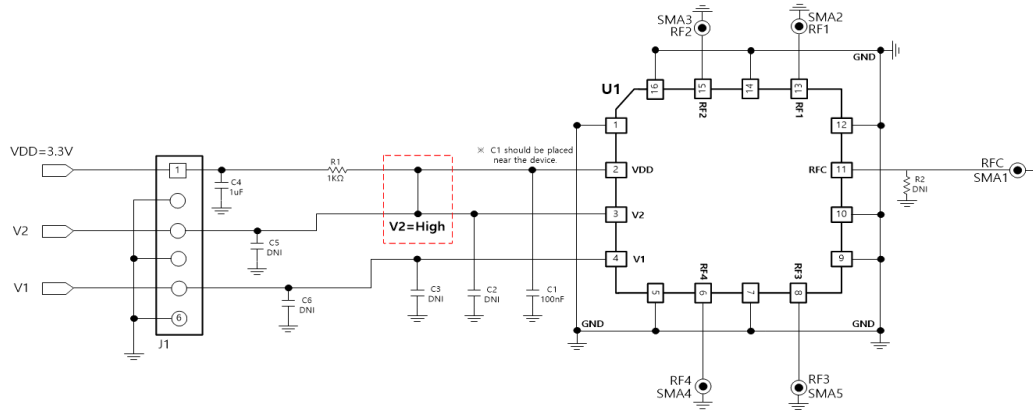 SMA3
RF2
SMA2
RF1
GND
U1
16
15
14
13
RF2
RF1
1
12
VDD=3.3V
R1
1KΩ
※ C1 should be placed
near the device.
1
C4
1uF
2
VDD
RFC
11
R2
DNI
RFC
SMA1
V2
V2=High
3
V2
10
C5
DNI
V1
4
V1
9
C6
DNI
C3
DNI
C2
DNI
C1
100nF
RF4
RF3
5
6
7
8
6
J1
GND
GND
RF4
SMA4
RF3
SMA5